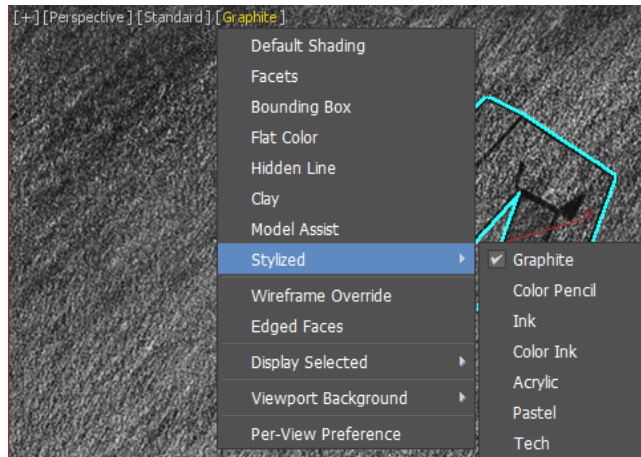 [+] [Perspective ] [Standard ] [Graphite ]
Default Shading
Facets
Bounding Box
Flat Color
Hidden Line
Clay
Model Assist
Stylized
Wireframe Override
Edged Faces
Display Selected
Viewport Background
Per-View Preference
Graphite
Color Pencil
Ink
Color Ink
Acrylic
Pastel
Tech